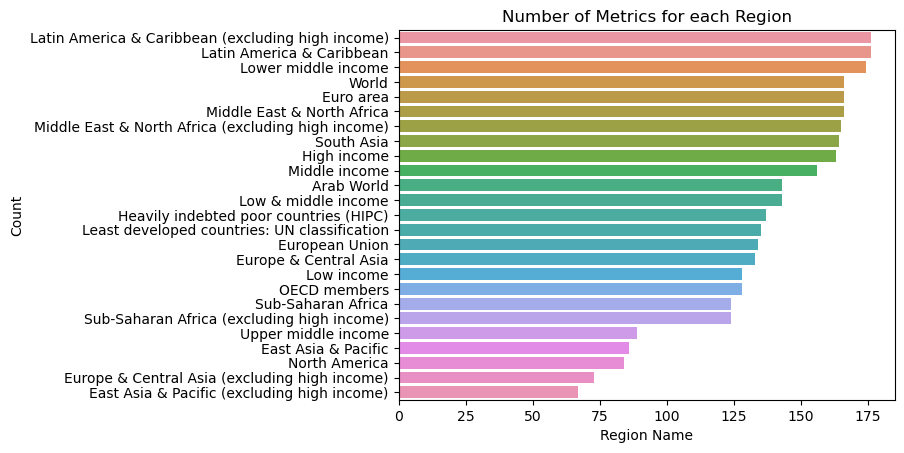 Number of Metrics for each Region
Latin America & Caribbean (excluding high income)
Latin America & Caribbean
Lower middle income
World
Euro area
Middle East & North Africa
Middle East & North Africa (excluding high income)
South Asia
High income
Middle income
Arab World
Low & middle income
Heavily indebted poor countries (HIPC)
Least developed countries: UN classification
European Union
Europe & Central Asia
Low income
OECD members
Sub-Saharan Africa
Sub-Saharan Africa (excluding high income)
Upper middle income
East Asia & Pacific
North America
Europe & Central Asia (excluding high income)
East Asia & Pacific (excluding high income)
Count
0 25 50 75 100 125 150 175
Region Name